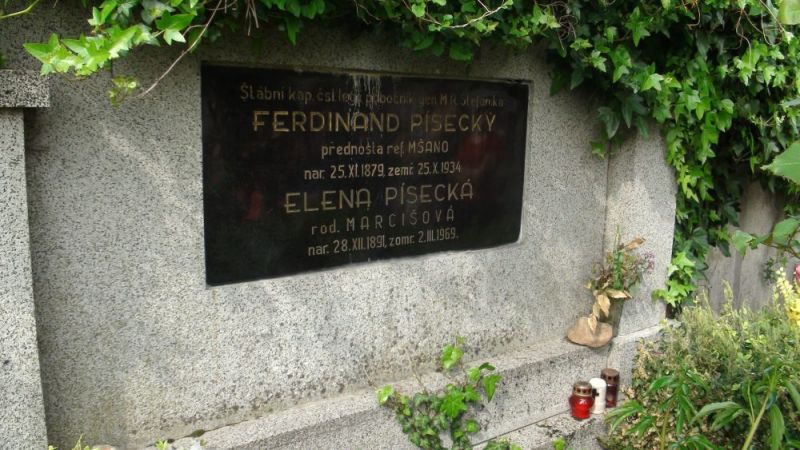 Štábní kap. čsl. legií pobočník gen. M.R. Štefánika
FERDINAND PÍSECKÝ
přednosta ref. MŠANO
nar. 25.XI.1879, zemř. 25.X.1934
ELENA PÍSECKÁ
rod. MARCIŠOVÁ
nar. 28.XII.1891, zomr. 2.III.1969.